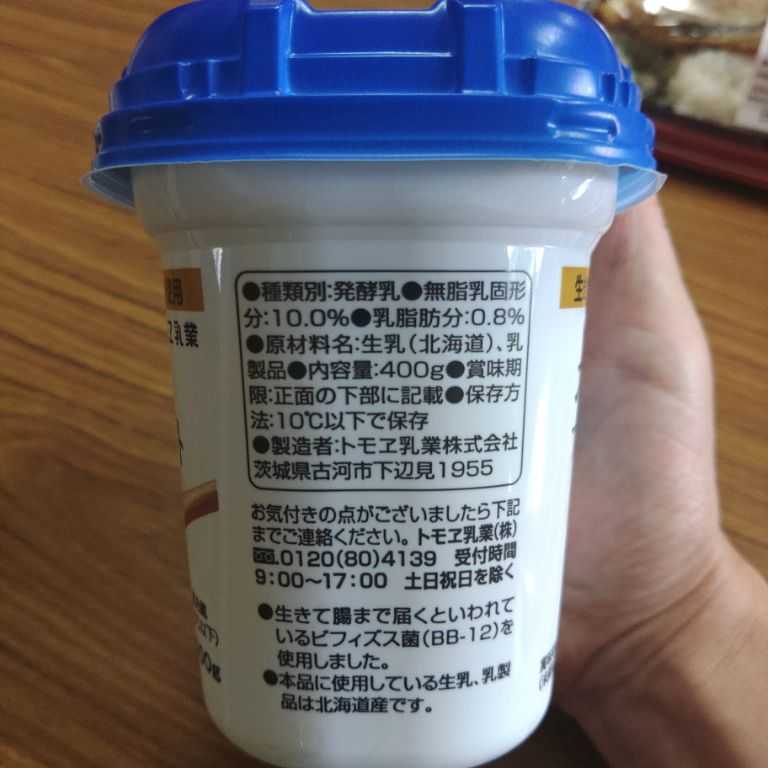 ●種類別:発酵乳●無脂乳固形
分:10.0%●乳脂肪分:0.8%
●原材料名:生乳(北海道)、乳
製品●内容量:400g●賞味期
限:正面の下部に記載●保存方
法:10℃以下で保存
●製造者:トモヱ乳業株式会社
茨城県古河市下辺見1955
お気付きの点がございましたら下記
までご連絡ください。トモヱ乳業(株)
0120(80)4139 受付時間
9:00〜17:00 土日祝日を除く
●生きて腸まで届くといわれて
いるビフィズス菌(BB-12)を
使用しました。
●本品に使用している生乳、乳製
品は北海道産です。
用
ヱ乳業
以下)
00g
生